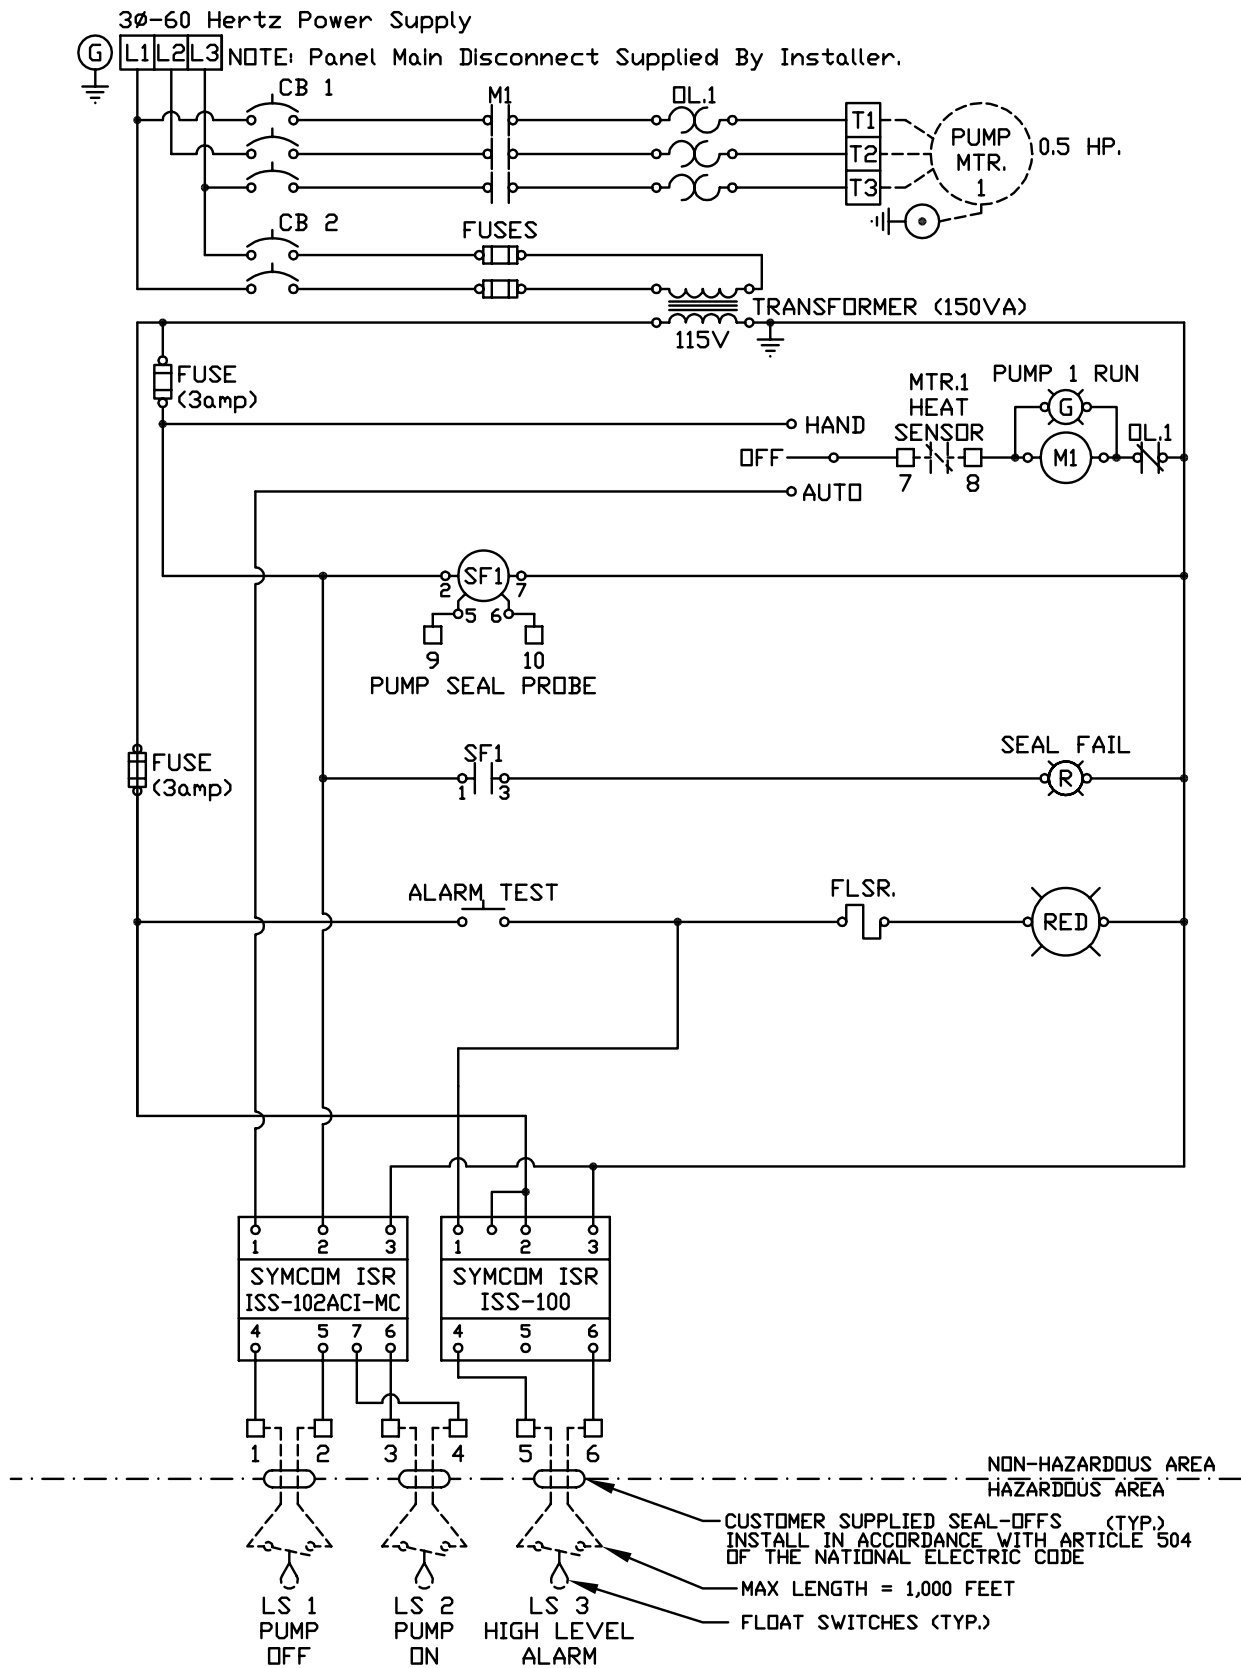 3Ø-60 Hertz Power Supply
G L1 L2 L3 NOTE: Panel Main Disconnect Supplied By Installer.
CB 1
M1
OL.1
T1
T2
T3
PUMP
MTR.
1
0.5 HP.
CB 2
FUSES
TRANSFORMER (150VA)
115V
FUSE
(3amp)
HAND
OFF
AUTO
MTR.1
HEAT
SENSOR
7
8
PUMP 1 RUN
G
M1
OL.1
SF1
2
7
5
6
9
10
PUMP SEAL PROBE
FUSE
(3amp)
SF1
1
3
SEAL FAIL
R
ALARM TEST
FLSR.
RED
1 2 3
SYMCOM ISR
ISS-102ACI-MC
4 5 7 6
1 2 3
SYMCOM ISR
ISS-100
4 5 6
1 2 3 4 5 6
NON-HAZARDOUS AREA
HAZARDOUS AREA
CUSTOMER SUPPLIED SEAL-OFFS (TYP.)
INSTALL IN ACCORDANCE WITH ARTICLE 504
OF THE NATIONAL ELECTRIC CODE
MAX LENGTH = 1,000 FEET
FLOAT SWITCHES (TYP.)
LS 1
PUMP
OFF
LS 2
PUMP
ON
LS 3
HIGH LEVEL
ALARM